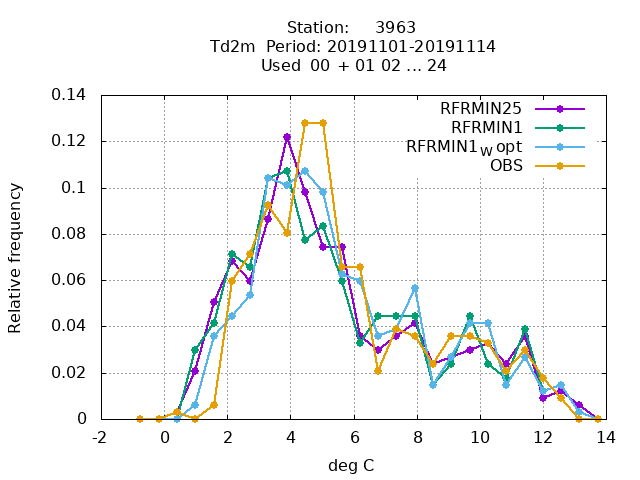 Station: 3963
Td2m Period: 20191101-20191114
Used 00 + 01 02 ... 24
0.14
0.12
0.1
0.08
0.06
0.04
0.02
0
RFRMIN25
RFRMIN1
RFRMIN1W opt
OBS
Relative frequency
-2 0 2 4 6 8 10 12 14
deg C